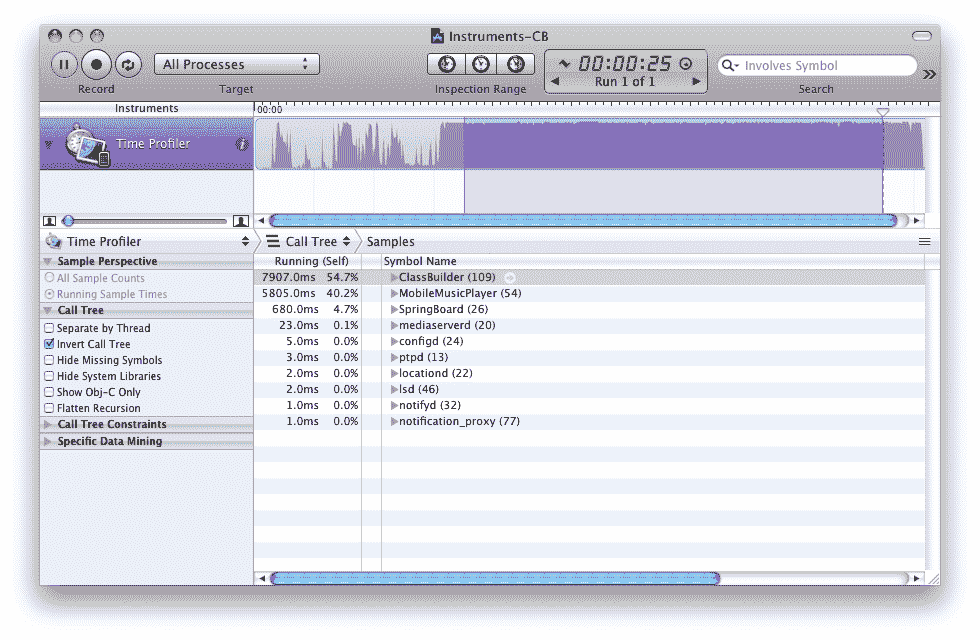 Instruments-CB
All Processes
00:00:25
Run 1 of 1
Involves Symbol
Record
Target
Inspection Range
Search
Instruments
00:00
Time Profiler
Time Profiler
Call Tree
Samples
Sample Perspective
All Sample Counts
Running Sample Times
Call Tree
Separate by Thread
Invert Call Tree
Hide Missing Symbols
Hide System Libraries
Show Obj-C Only
Flatten Recursion
Call Tree Constraints
Specific Data Mining
Running (Self) Symbol Name
7907.0ms 54.7% ClassBuilder (109)
5805.0ms 40.2% MobileMusicPlayer (54)
680.0ms 4.7% SpringBoard (26)
23.0ms 0.1% mediaserverd (20)
5.0ms 0.0% configd (24)
3.0ms 0.0% ptpd (13)
2.0ms 0.0% locationd (22)
2.0ms 0.0% lsd (46)
1.0ms 0.0% notifyd (32)
1.0ms 0.0% notification_proxy (77)